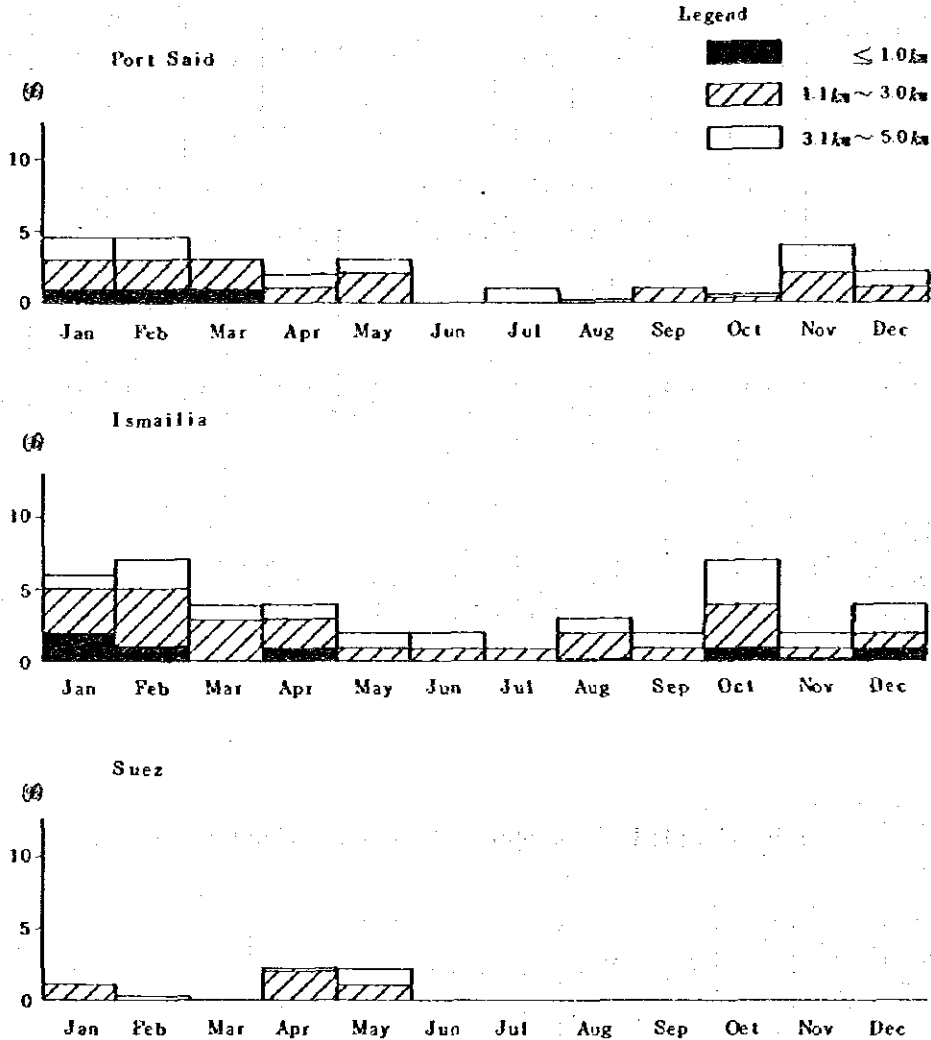 Legend
≦ 1.0km
1.1km ~ 3.0km
3.1km ~ 5.0km
Port Said
10
5
0
Jan Feb Mar Apr May Jun Jul Aug Sep Oct Nov Dec
Ismailia
10
5
0
Jan Feb Mar Apr May Jun Jul Aug Sep Oct Nov Dec
Suez
10
5
0
Jan Feb Mar Apr May Jun Jul Aug Sep Oct Nov Dec